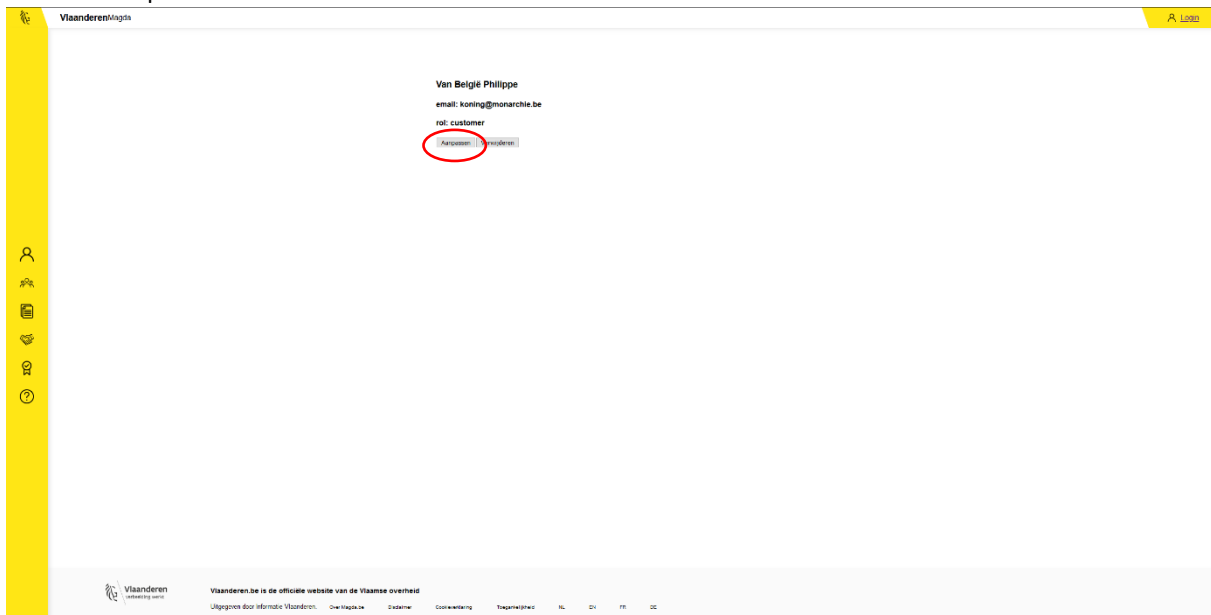 VlaanderenMagda
Login
Van België Philippe
email: koning@monarchie.be
rol: customer
Aanpassen Verwijderen
Vlaanderen
verbeelding werkt
Vlaanderen.be is de officiële website van de Vlaamse overheid
Uitgegeven door Informatie Vlaanderen. Over Magda.be Disclaimer Cookieverklaring Toegankelijkheid NL EN FR DE